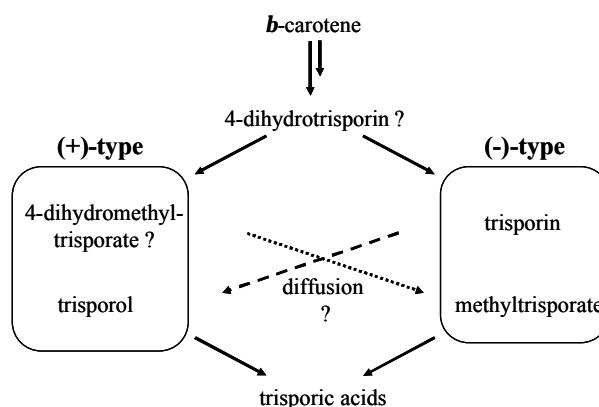 b-carotene
4-dihydrotrisporin ?
(+)-type
(-)-type
4-dihydromethyl-
trisporate ?
trisporin
trisporol
diffusion
?
methyltrisporate
trisporic acids